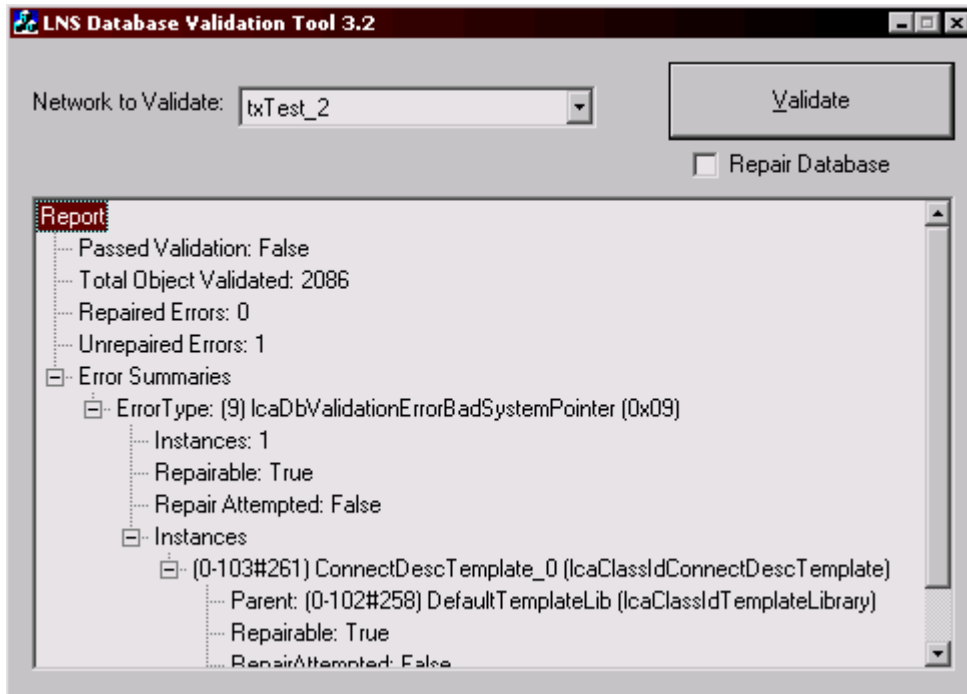 LNS Database Validation Tool 3.2
Network to Validate: txTest_2
Validate
Repair Database
Report
Passed Validation: False
Total Object Validated: 2086
Repaired Errors: 0
Unrepaired Errors: 1
Error Summaries
ErrorType: (9) lcaDbValidationErrorBadSystemPointer (0x09)
Instances: 1
Repairable: True
Repair Attempted: False
Instances
(0-103#261) ConnectDescTemplate_0 (lcaClassIdConnectDescTemplate)
Parent: (0-102#258) DefaultTemplateLib (lcaClassIdTemplateLibrary)
Repairable: True
RepairAttempted: False